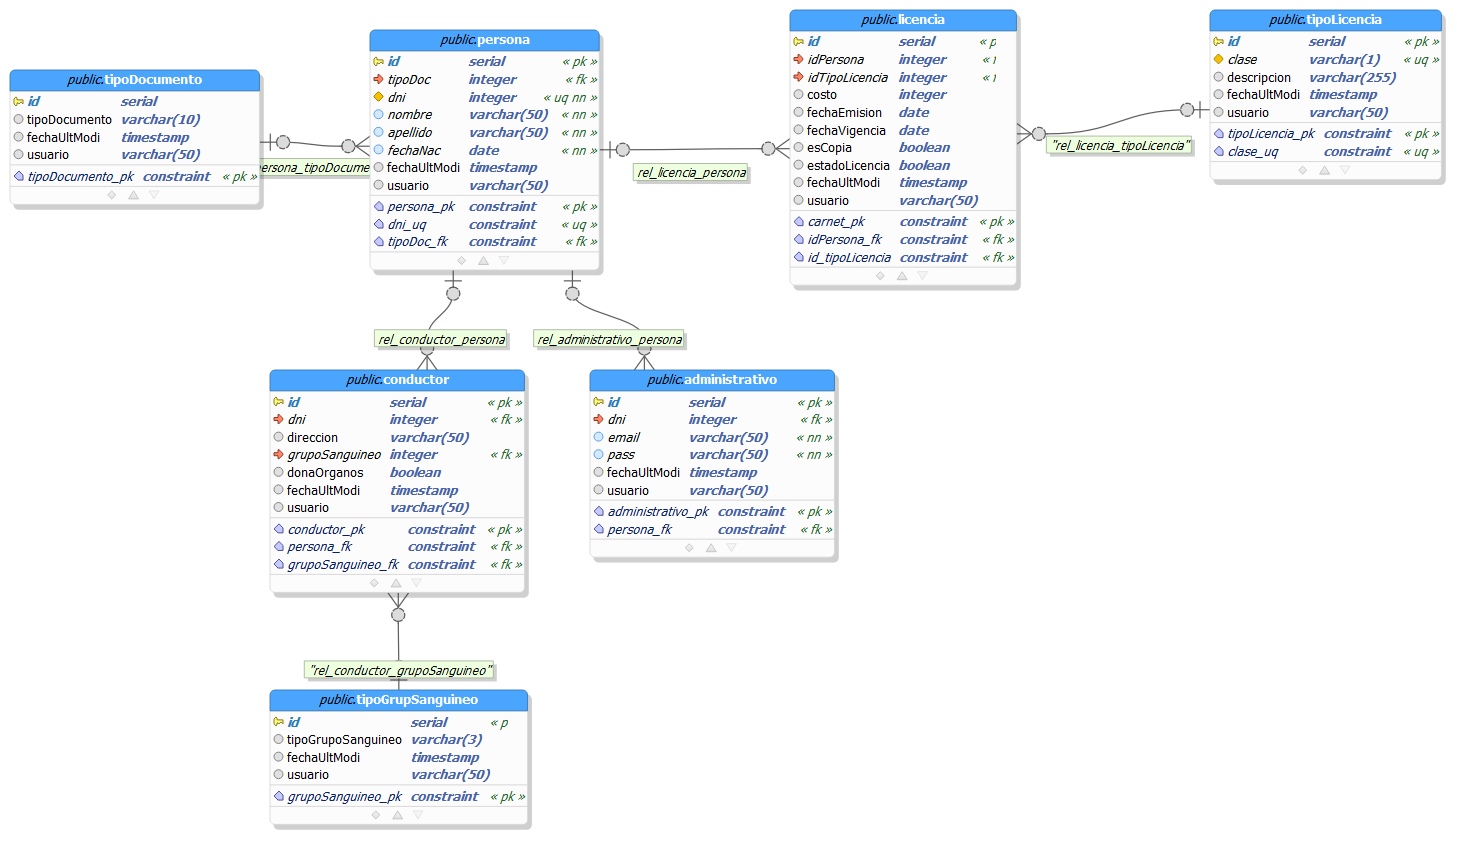 public.tipoDocumento
id serial
tipoDocumento varchar(10)
fechaUltModi timestamp
usuario varchar(50)
tipoDocumento_pk constraint « pk »
persona_tipoDocume
public.persona
id serial « pk »
tipoDoc integer « fk »
dni integer « uq nn »
nombre varchar(50) « nn »
apellido varchar(50) « nn »
fechaNac date « nn »
fechaUltModi timestamp
usuario varchar(50)
persona_pk constraint « pk »
dni_uq constraint « uq »
tipoDoc_fk constraint « fk »
rel_licencia_persona
public.licencia
id serial « p
idPersona integer «
idTipoLicencia integer «
costo integer
fechaEmision date
fechaVigencia date
esCopia boolean
estadoLicencia boolean
fechaUltModi timestamp
usuario varchar(50)
carnet_pk constraint « pk »
idPersona_fk constraint « fk »
id_tipoLicencia constraint « fk »
"rel_licencia_tipoLicencia"
public.tipoLicencia
id serial « pk »
clase varchar(1) « uq »
descripcion varchar(255)
fechaUltModi timestamp
usuario varchar(50)
tipoLicencia_pk constraint « pk »
clase_uq constraint « uq »
rel_conductor_persona
rel_administrativo_persona
public.conductor
id serial « pk »
dni integer « fk »
direccion varchar(50)
grupoSanguineo integer « fk »
donaOrganos boolean
fechaUltModi timestamp
usuario varchar(50)
conductor_pk constraint « pk »
persona_fk constraint « fk »
grupoSanguineo_fk constraint « fk »
public.administrativo
id serial « pk »
dni integer « fk »
email varchar(50) « nn »
pass varchar(50) « nn »
fechaUltModi timestamp
usuario varchar(50)
administrativo_pk constraint « pk »
persona_fk constraint « fk »
"rel_conductor_grupoSanguineo"
public.tipoGrupSanguineo
id serial « p
tipoGrupoSanguineo varchar(3)
fechaUltModi timestamp
usuario varchar(50)
grupoSanguineo_pk constraint « pk »